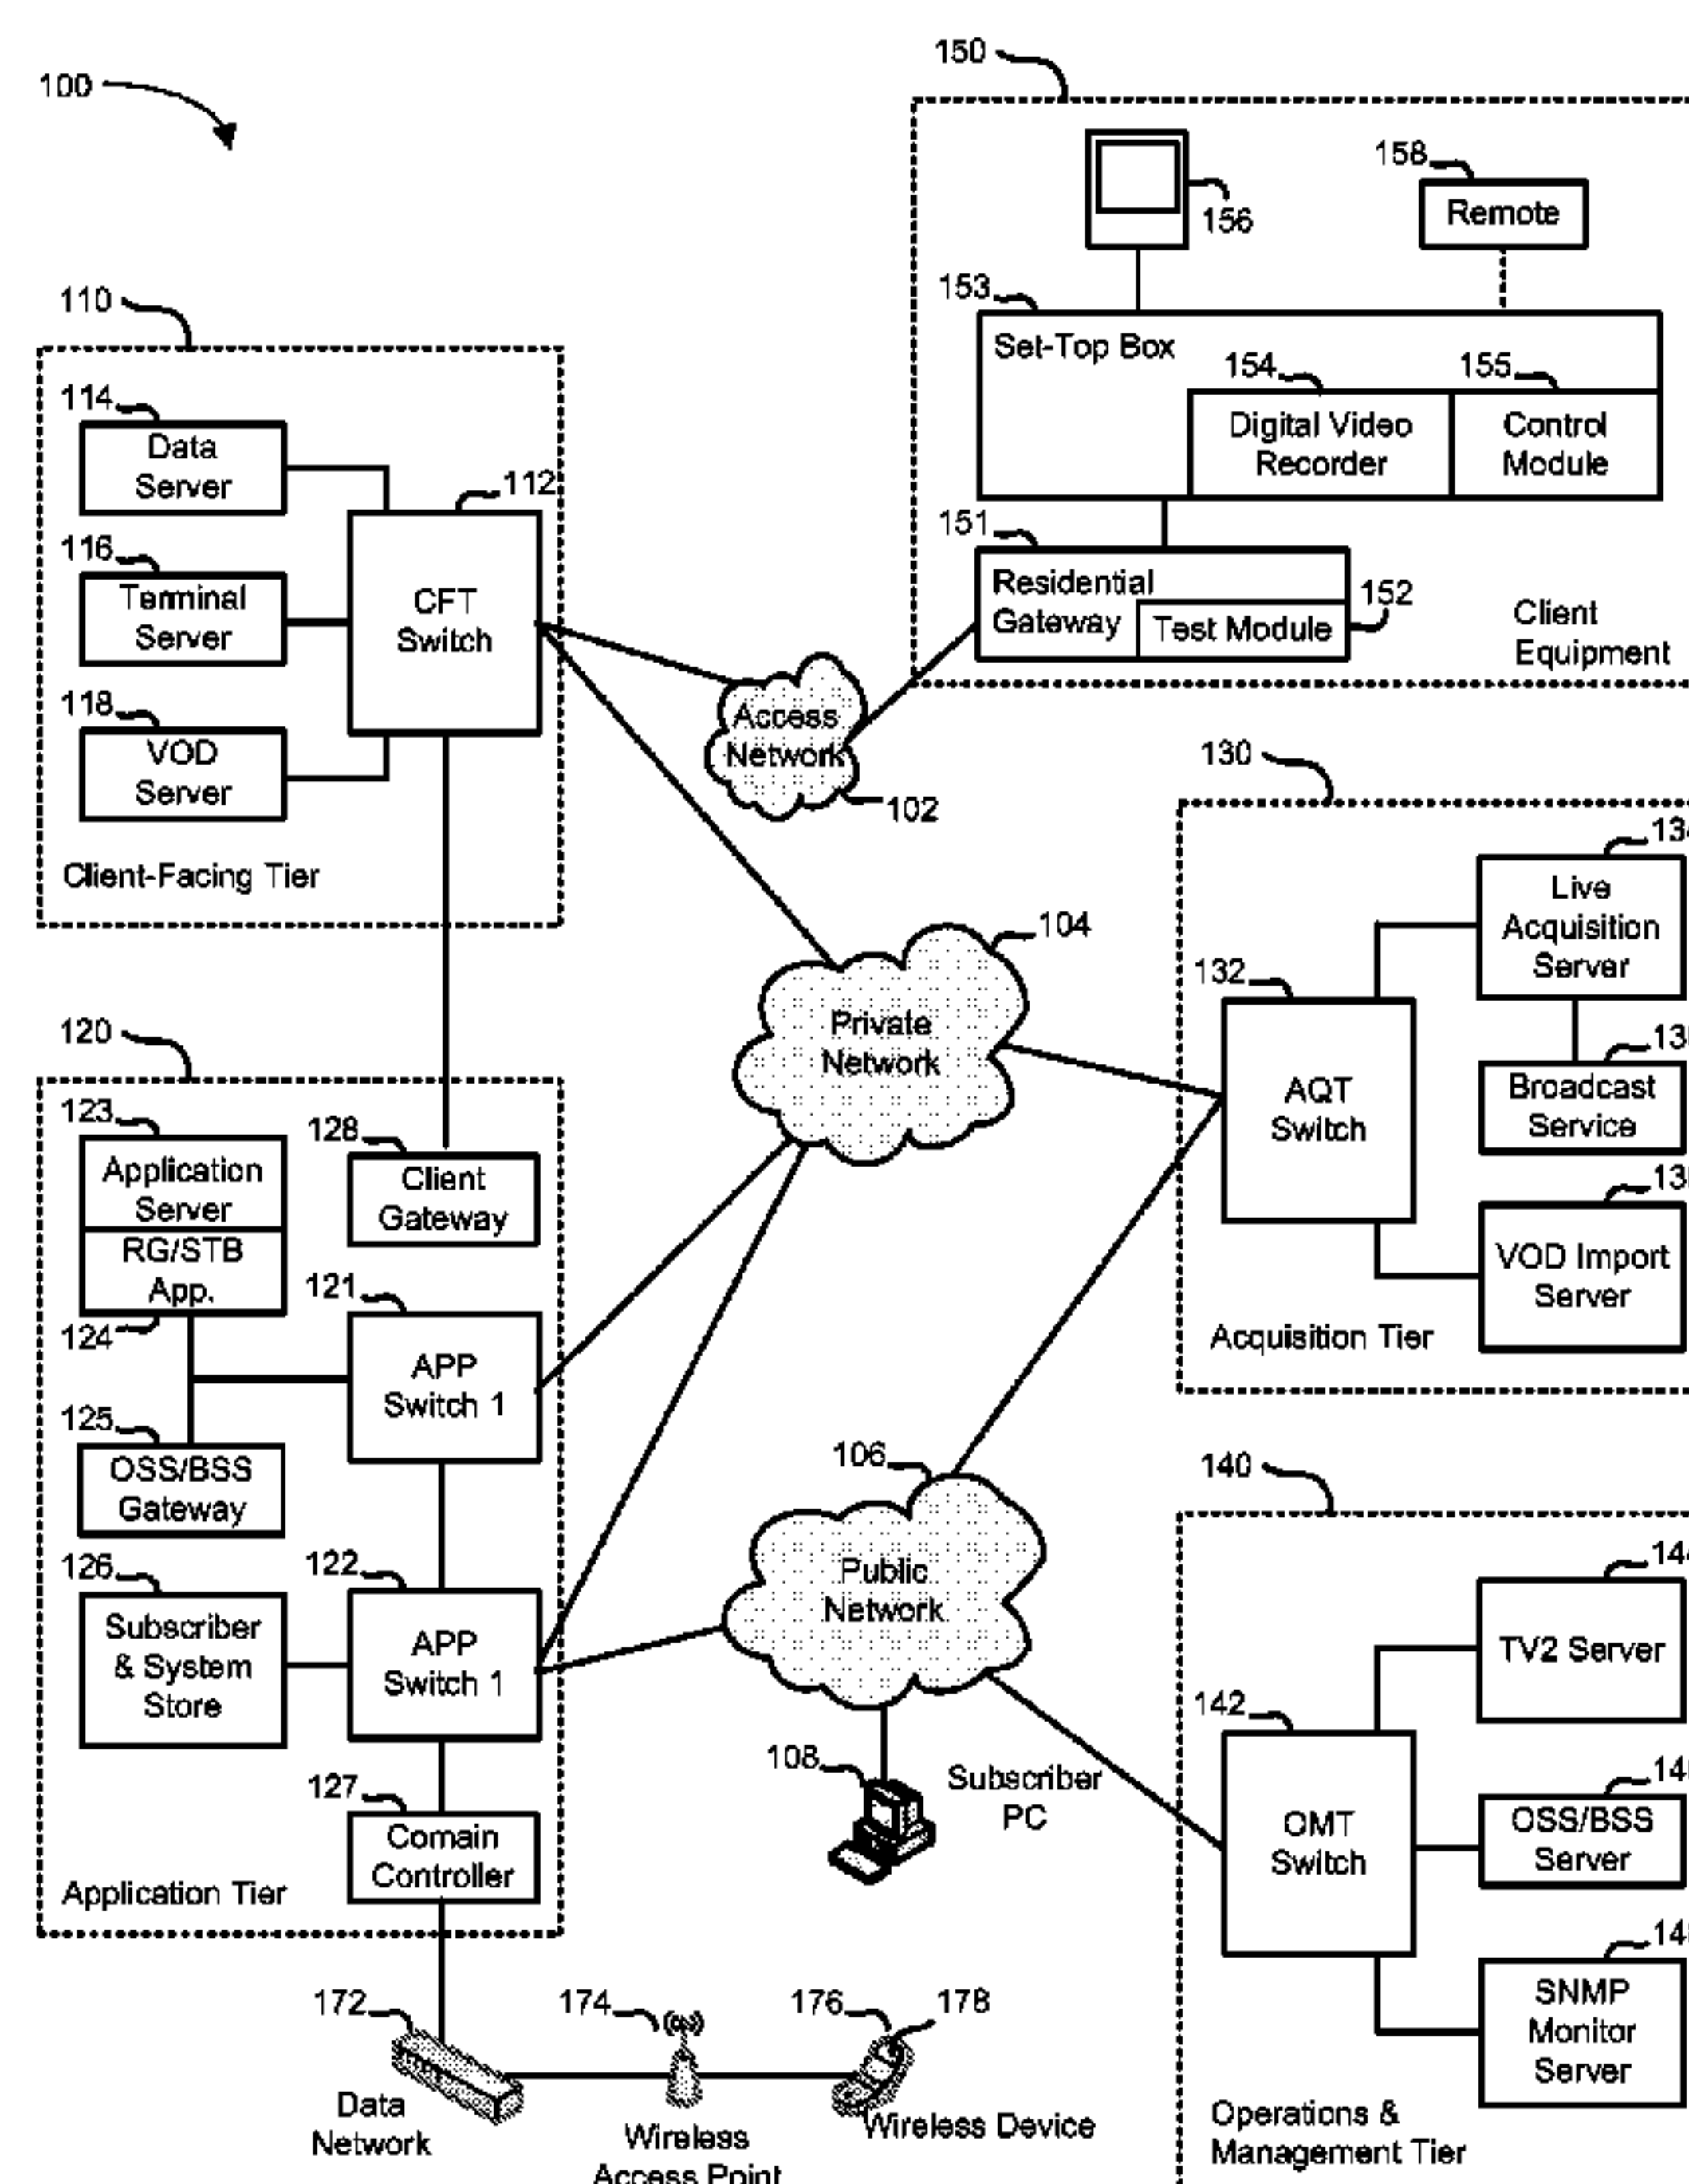 100
150
156
158
Remote
153
Set-Top Box
154
155
Digital Video
Recorder
Control
Module
151
Residential
Gateway
Test Module
152
Client
Equipment
110
114
Data
Server
112
116
Terminal
Server
CFT
Switch
118
VOD
Server
Client-Facing Tier
Access
Network
102
104
Private
Network
130
134
Live
Acquisition
Server
132
AQT
Switch
Broadcast
Service
VOD Import
Server
Acquisition Tier
120
123
Application
Server
RG/STB
App.
124
128
Client
Gateway
121
APP
Switch 1
125
OSS/BSS
Gateway
126
Subscriber
& System
Store
122
APP
Switch 1
127
Comain
Controller
Application Tier
106
Public
Network
108
Subscriber
PC
140
144
TV2 Server
142
OMT
Switch
OSS/BSS
Server
SNMP
Monitor
Server
Operations &
Management Tier
172
Data
Network
174
Wireless
Access Point
176
178
Wireless Device